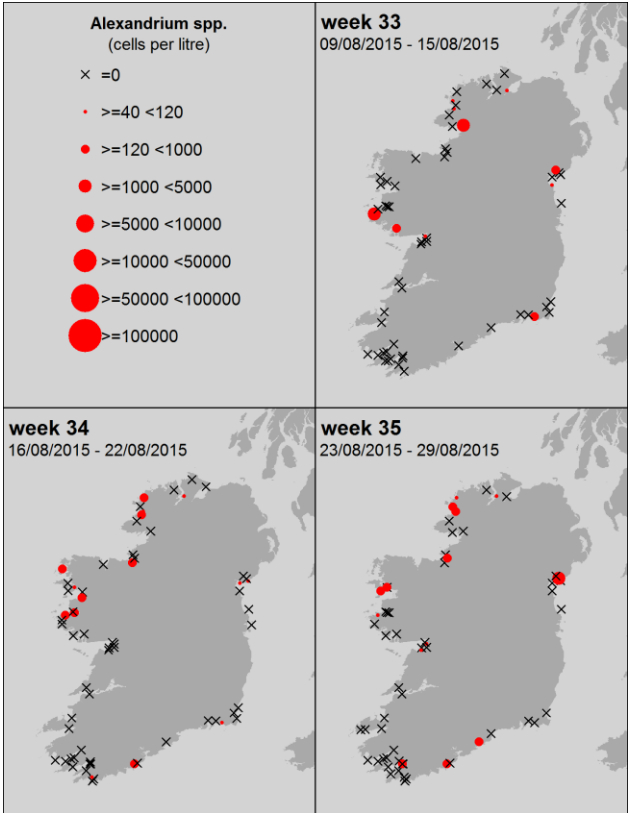 Alexandrium spp.
(cells per litre)
=0
>=40 <120
>=120 <1000
>=1000 <5000
>=5000 <10000
>=10000 <50000
>=50000 <100000
>=100000
week 33
09/08/2015 - 15/08/2015
week 34
16/08/2015 - 22/08/2015
week 35
23/08/2015 - 29/08/2015